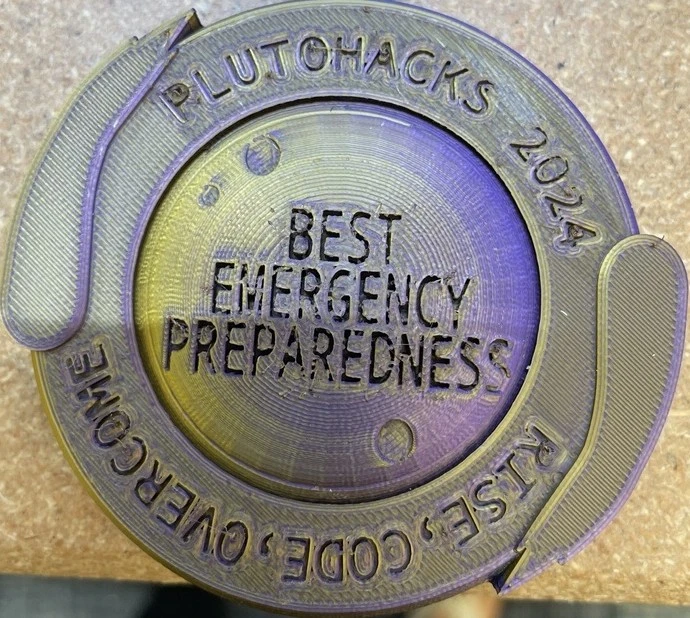 PLUTOHACKS 2024
BEST
EMERGENCY
PREPAREDNESS
RISE, CODE, OVERCOME